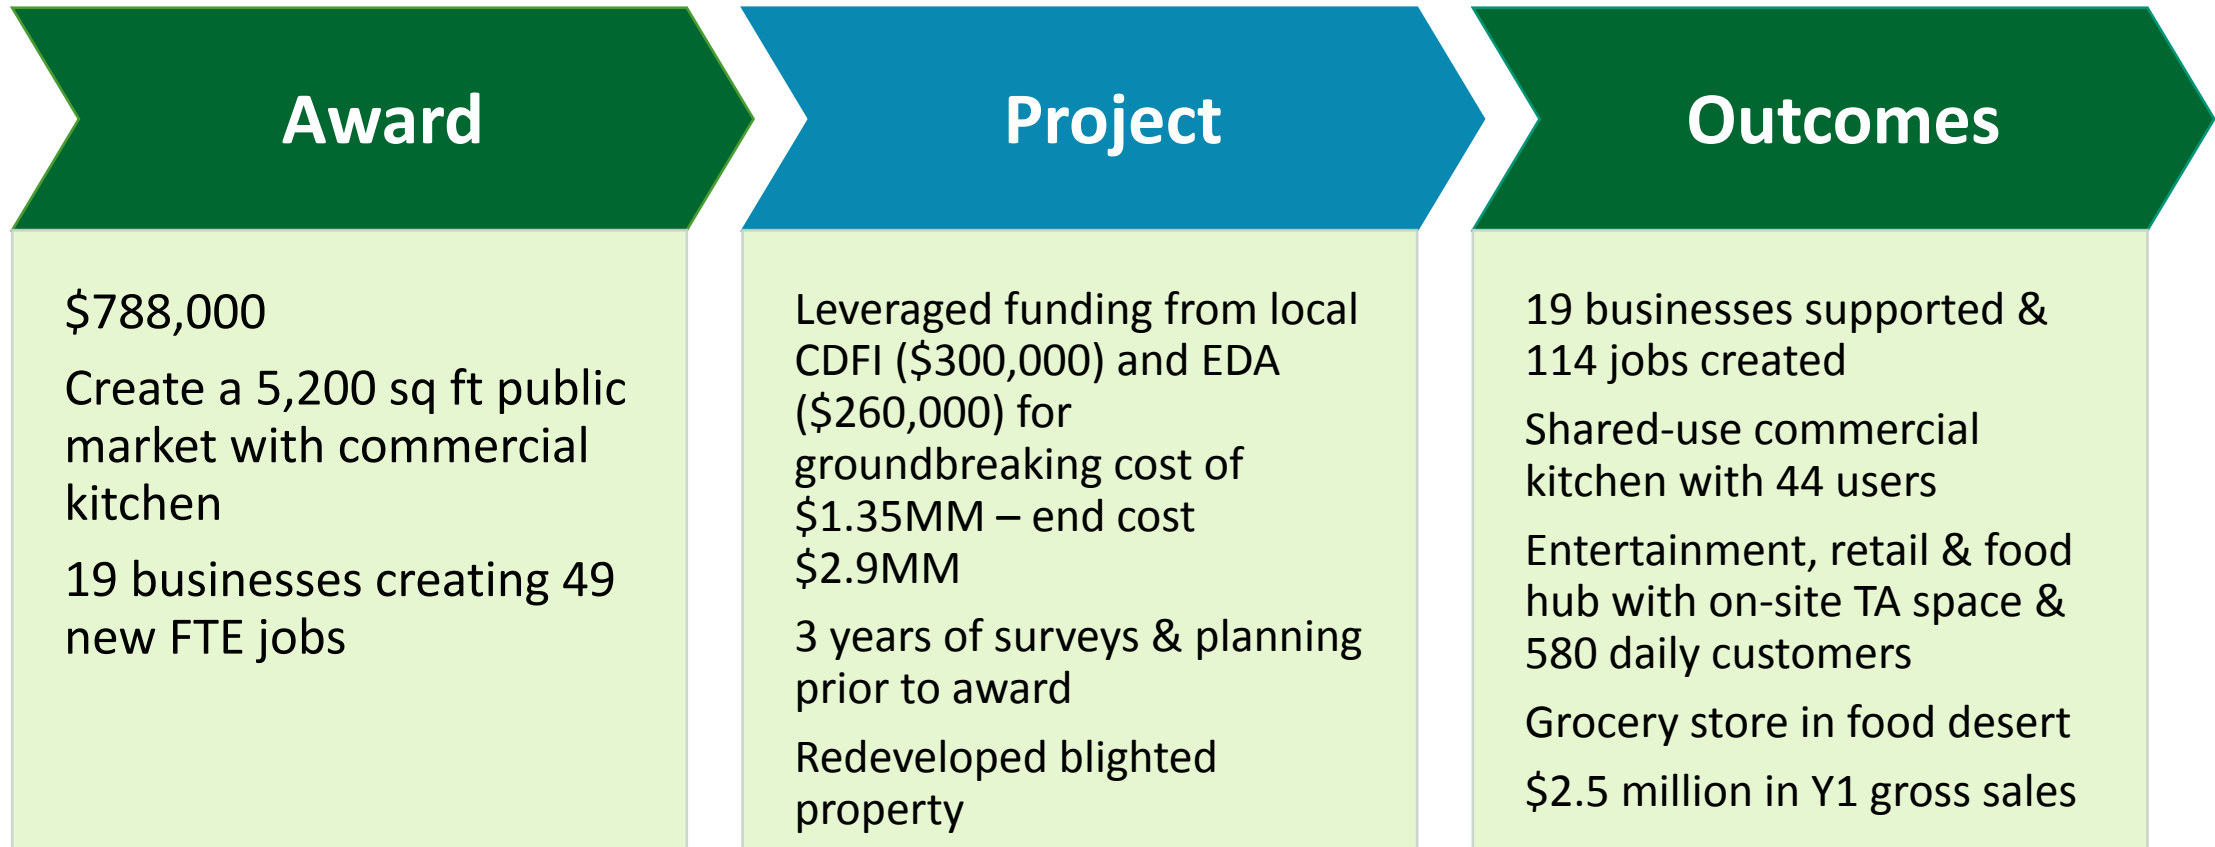 Award
$788,000
Create a 5,200 sq ft public
market with commercial
kitchen
19 businesses creating 49
new FTE jobs
Project
Leveraged funding from local
CDFI ($300,000) and EDA
($260,000) for
groundbreaking cost of
$1.35MM – end cost
$2.9MM
3 years of surveys & planning
prior to award
Redeveloped blighted
property
Outcomes
19 businesses supported &
114 jobs created
Shared-use commercial
kitchen with 44 users
Entertainment, retail & food
hub with on-site TA space &
580 daily customers
Grocery store in food desert
$2.5 million in Y1 gross sales